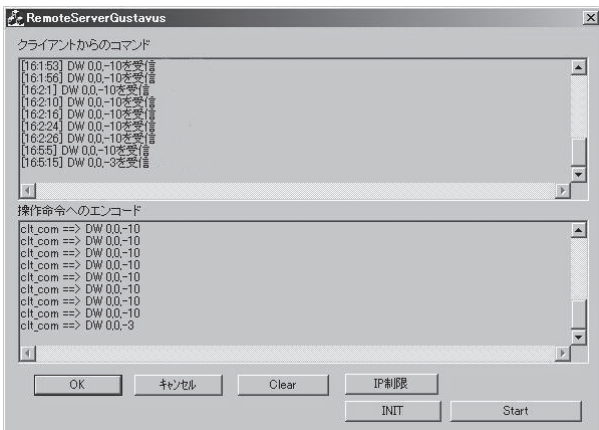 RemoteServerGustavus
クライアントからのコマンド
[16:1:53] DW 0,0,-10を受信
[16:1:56] DW 0,0,-10を受信
[16:2:1] DW 0,0,-10を受信
[16:2:10] DW 0,0,-10を受信
[16:2:16] DW 0,0,-10を受信
[16:2:24] DW 0,0,-10を受信
[16:2:26] DW 0,0,-10を受信
[16:5:5] DW 0,0,-10を受信
[16:5:15] DW 0,0,-3を受信
操作命令へのエンコード
clt_com ==> DW 0,0,-10
clt_com ==> DW 0,0,-10
clt_com ==> DW 0,0,-10
clt_com ==> DW 0,0,-10
clt_com ==> DW 0,0,-10
clt_com ==> DW 0,0,-10
clt_com ==> DW 0,0,-10
clt_com ==> DW 0,0,-10
clt_com ==> DW 0,0,-3
OK キャンセル Clear IP制限
INIT Start